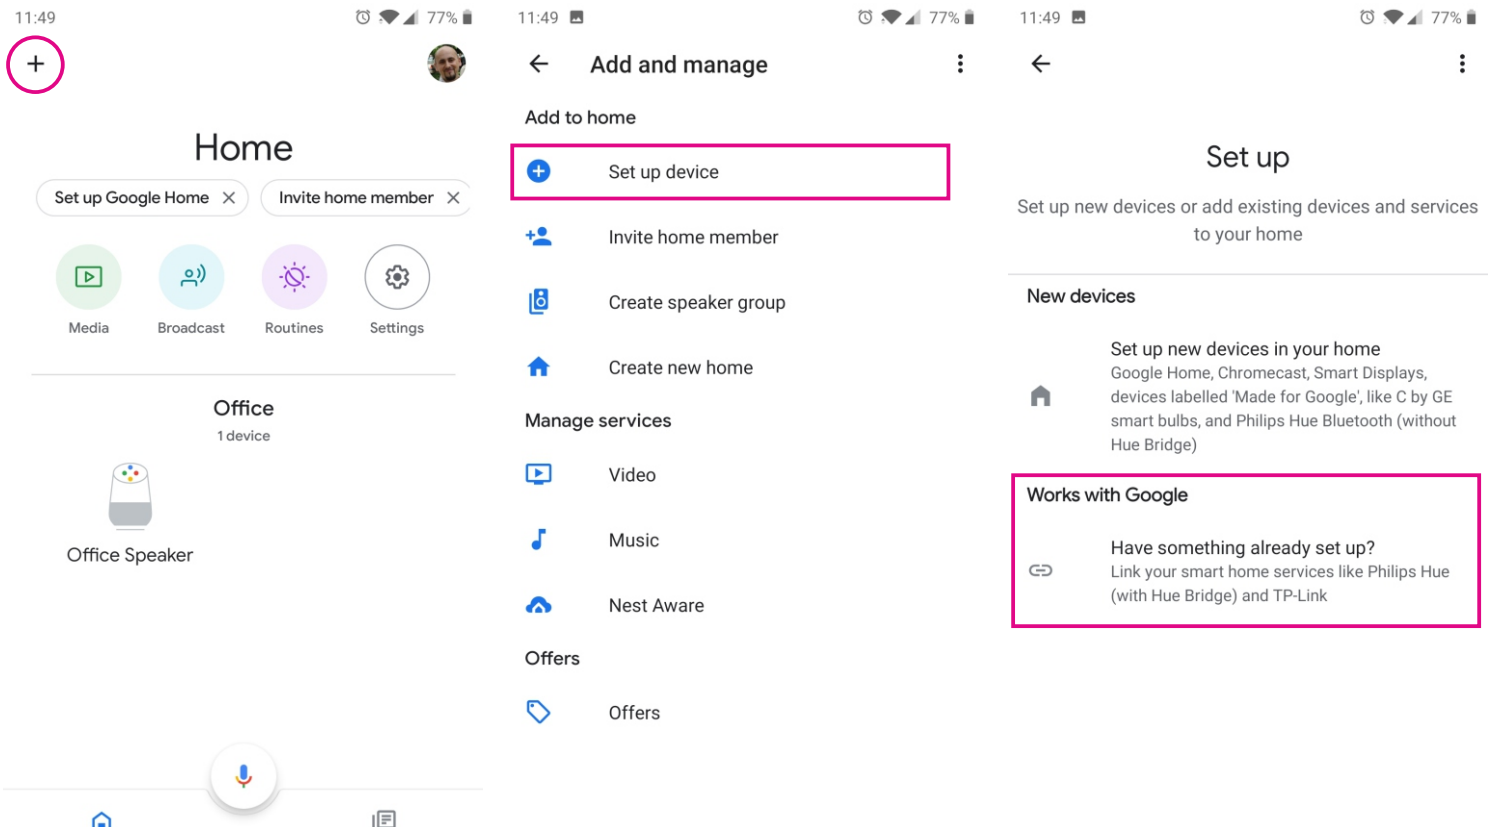 11:49
77%
+
Home
Set up Google Home
Invite home member
Media
Broadcast
Routines
Settings
Office
1 device
Office Speaker
11:49
77%
Add and manage
Add to home
Set up device
Invite home member
Create speaker group
Create new home
Manage services
Video
Music
Nest Aware
Offers
Offers
11:49
77%
Set up
Set up new devices or add existing devices and services
to your home
New devices
Set up new devices in your home
Google Home, Chromecast, Smart Displays,
devices labelled 'Made for Google', like C by GE
smart bulbs, and Philips Hue Bluetooth (without
Hue Bridge)
Works with Google
Have something already set up?
Link your smart home services like Philips Hue
(with Hue Bridge) and TP-Link